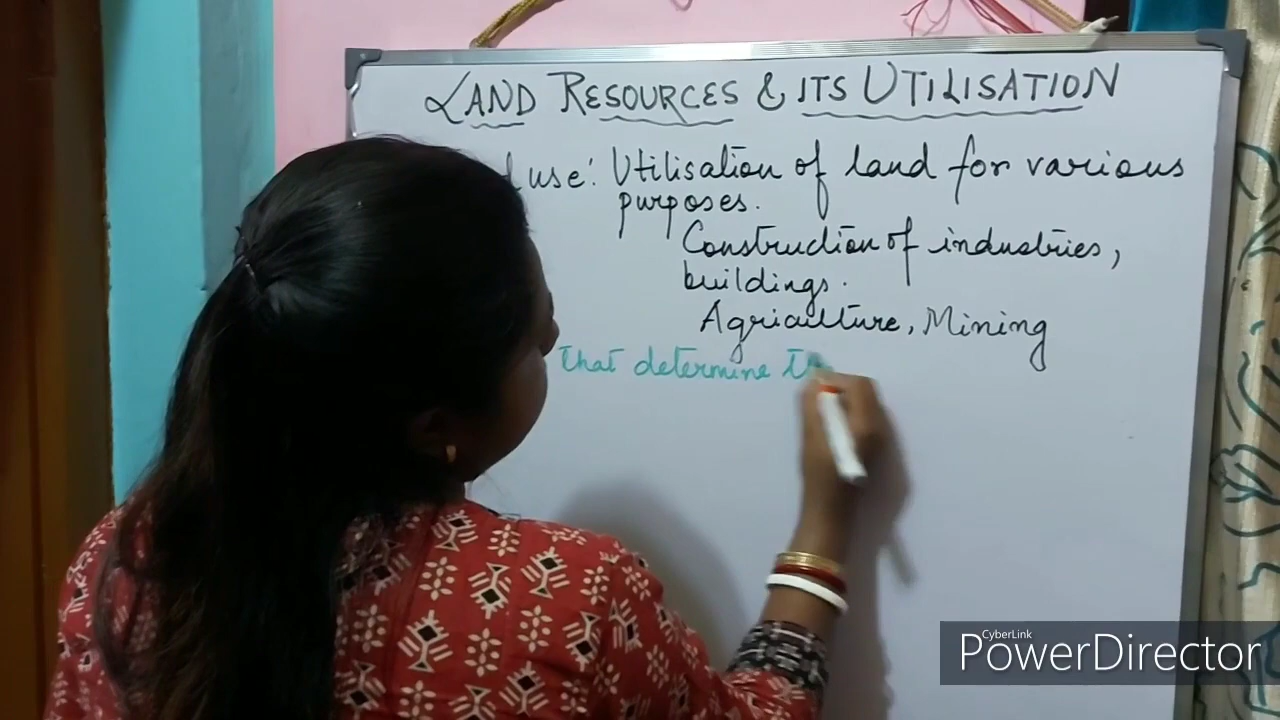 LAND RESOURCES & ITS UTILISATION
use: Utilisation of land for various
purposes.
Construction of industries,
buildings.
Agriculture, Mining
that determine
CyberLink
PowerDirector